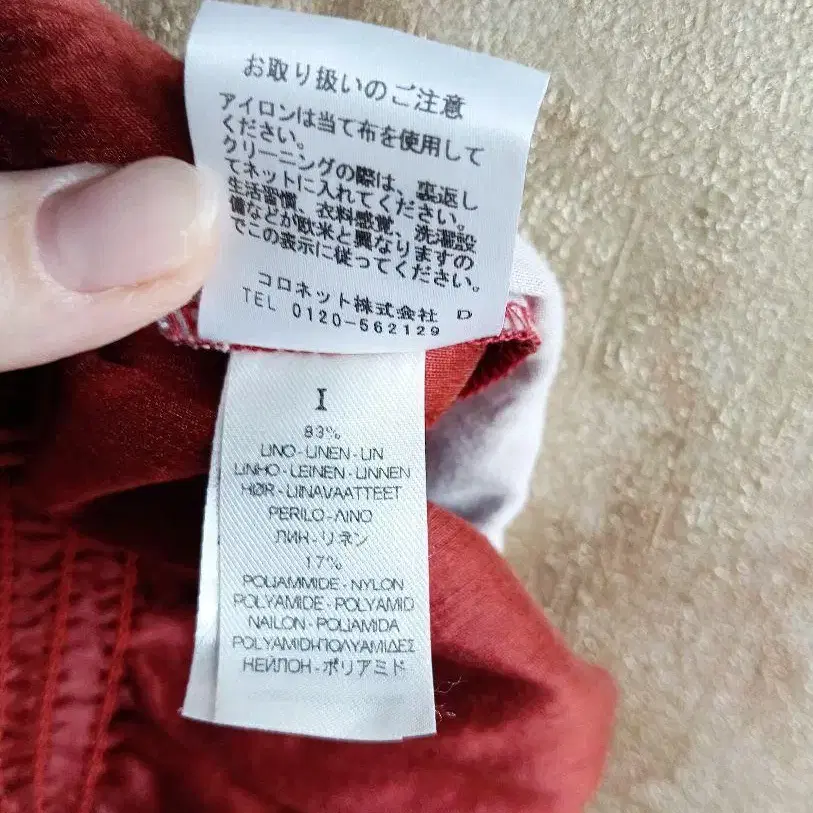 お取り扱いのご注意
アイロンは当て布を使用して
ください。
クリーニングの際は、裏返し
てネットに入れてください。
生活習慣、衣料感覚、洗濯設
備などが欧米と異なりますの
でこの表示に従ってください。
コロネット株式会社 D
TEL 0120-562129
I
83%
LINO-LINEN-LIN
LINHO-LEINEN-LINNEN
HØR-LIINAVAATTEET
PERILO-ΛΙΝΟ
ЛИН-リネン
17%
POLIAMMIDE-NYLON
POLYAMIDE-POLYAMID
NAILON-POLIAMIDA
POLYAMIDH-ΠΟΛΥΑΜΙΔΕΣ
НЕЙЛОН-ポリアミド